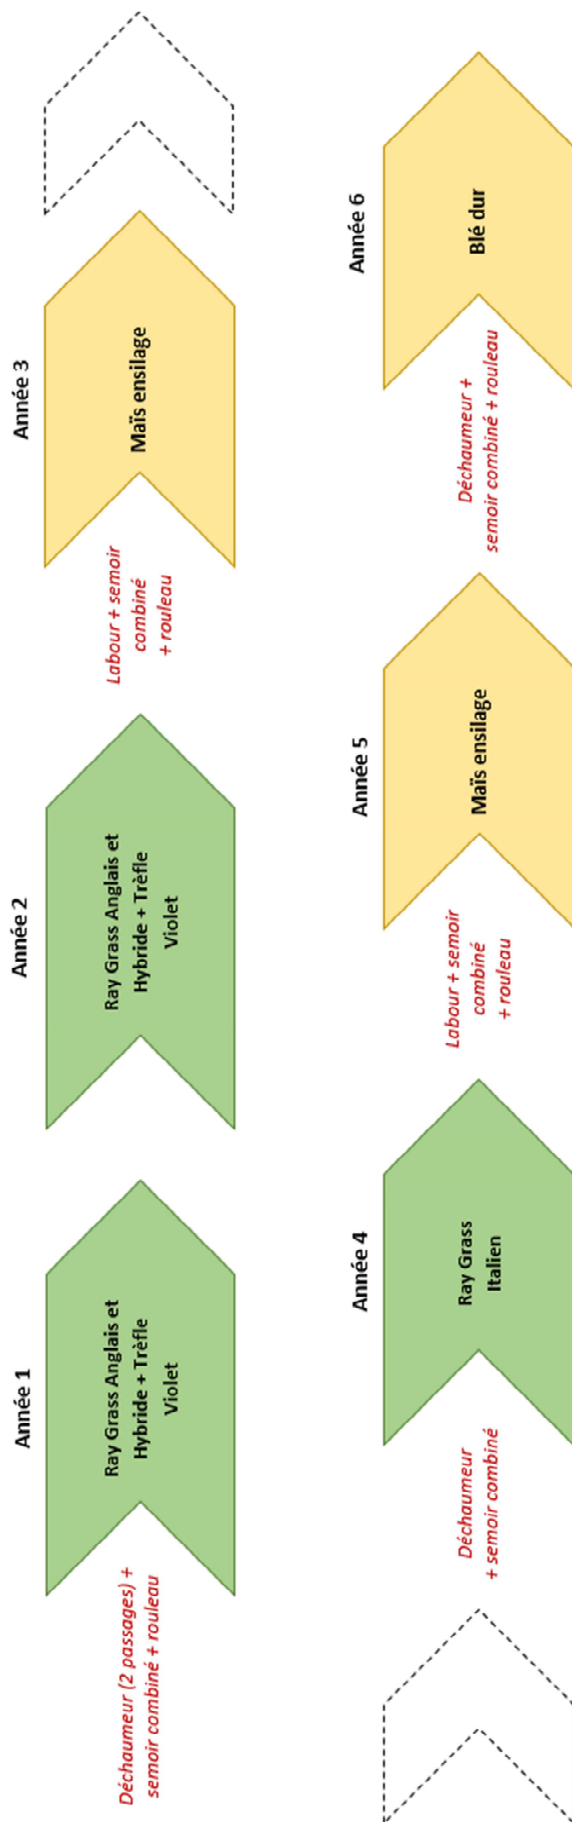 Année 1
Déchaumeur (2 passages) +
semoir combiné + rouleau
Ray Grass Anglais et
Hybride + Trèfle
Violet
Année 2
Ray Grass Anglais et
Hybride + Trèfle
Violet
Année 3
Labour + semoir
combiné
+ rouleau
Maïs ensilage
Année 4
Déchaumeur
+ semoir combiné
Ray Grass
Italien
Année 5
Labour + semoir
combiné
+ rouleau
Maïs ensilage
Année 6
Déchaumeur +
semoir combiné + rouleau
Blé dur